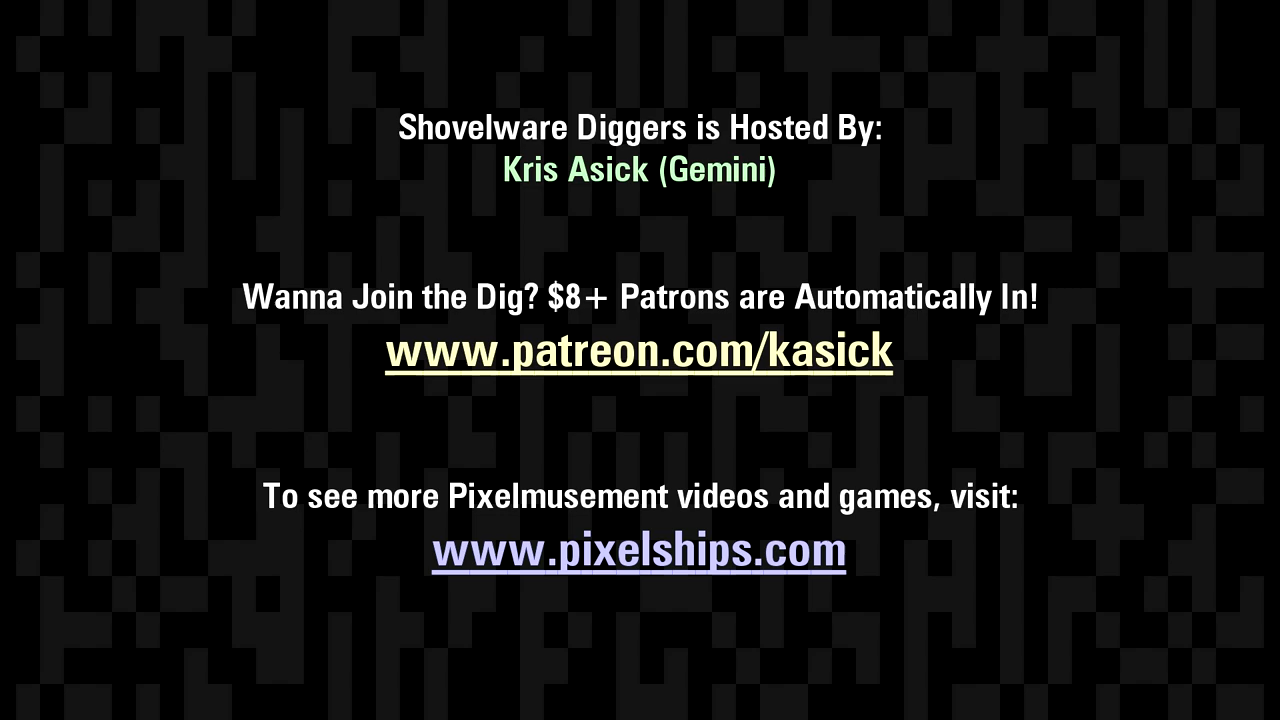 Shovelware Diggers is Hosted By:
Kris Asick (Gemini)
Wanna Join the Dig? $8+ Patrons are Automatically In!
www.patreon.com/kasick
To see more Pixelmusement videos and games, visit:
www.pixelships.com